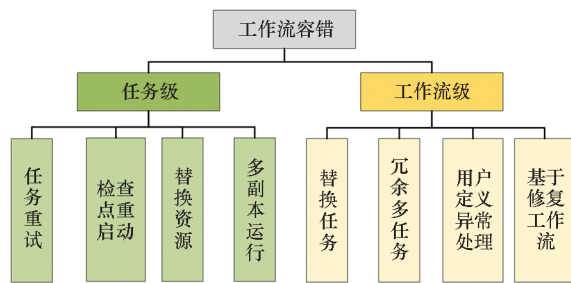 工作流容错
任务级
工作流级
任务重试
检查
点重
启动
替换资源
多副本运行
替换任务
冗余多任务
用户
定义
异常
处理
基于
修复
工作
流